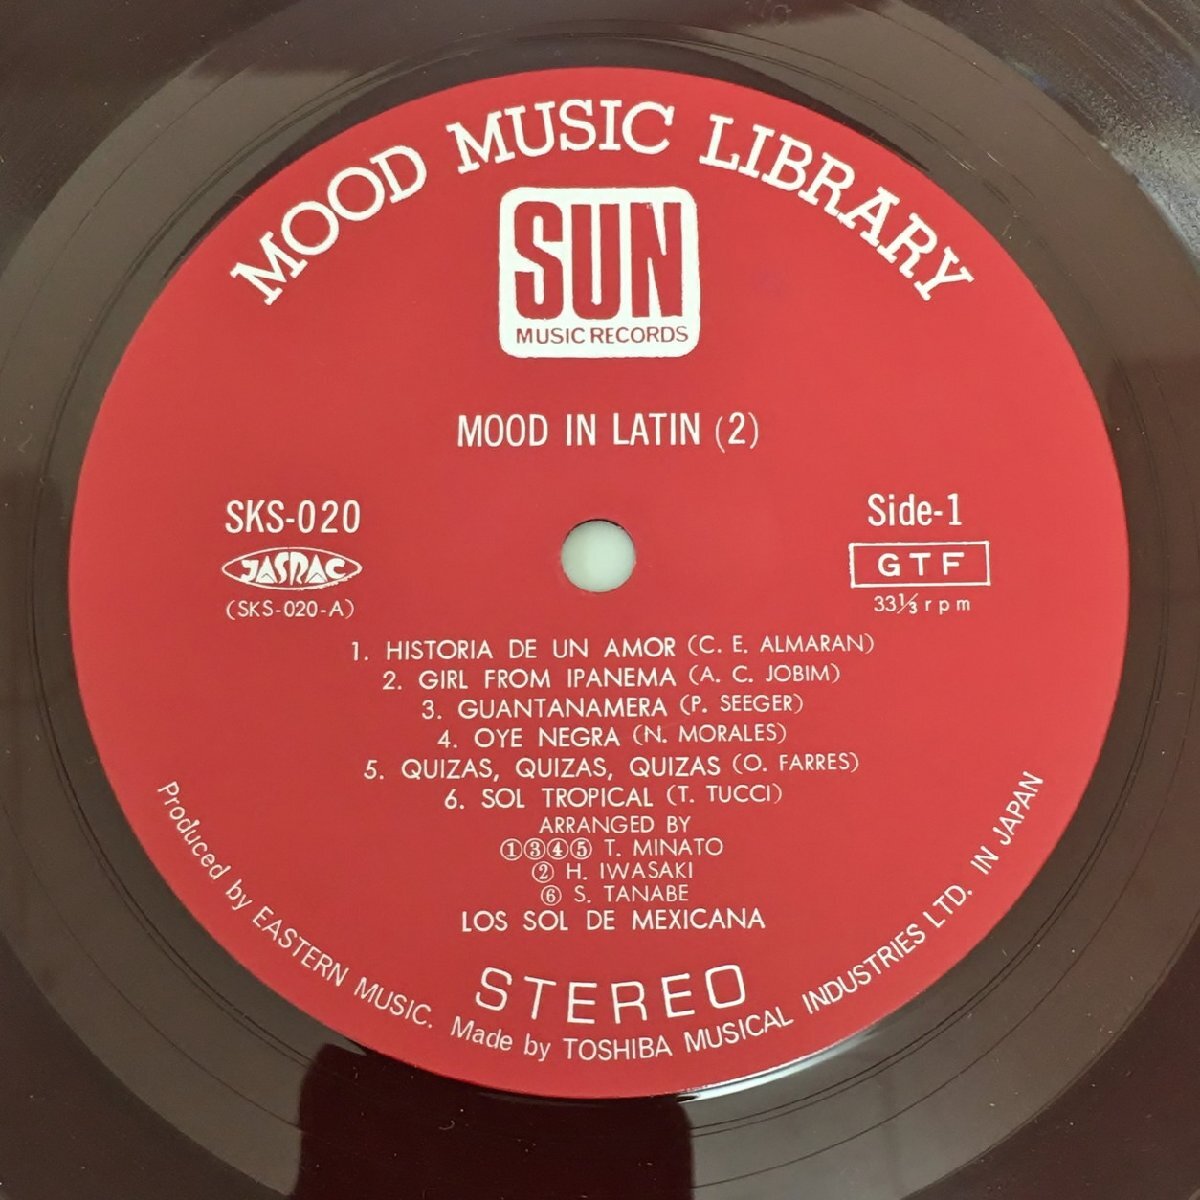 MOOD MUSIC LIBRARY
SUN
MUSIC RECORDS
MOOD IN LATIN (2)
SKS-020
JASRAC
(SKS-020-A)
Side-1
GTF
33⅓ rpm
1. HISTORIA DE UN AMOR (C. E. ALMARAN)
2. GIRL FROM IPANEMA (A. C. JOBIM)
3. GUANTANAMERA (P. SEEGER)
4. OYE NEGRA (N. MORALES)
5. QUIZAS, QUIZAS, QUIZAS (O. FARRES)
6. SOL TROPICAL (T. TUCCI)
ARRANGED BY
①③④⑤ T. MINATO
② H. IWASAKI
⑥ S. TANABE
LOS SOL DE MEXICANA
STEREO
Produced by EASTERN MUSIC. Made by TOSHIBA MUSICAL INDUSTRIES LTD. IN JAPAN